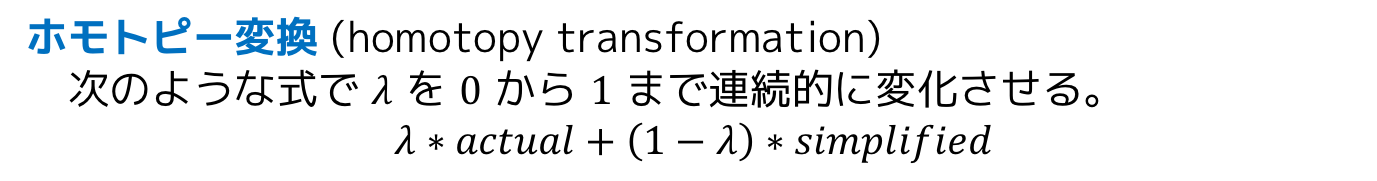 ホモトピー変換 (homotopy transformation)
次のような式で λ を 0 から 1 まで連続的に変化させる。
λ ∗ actual + (1 − λ) ∗ simplified